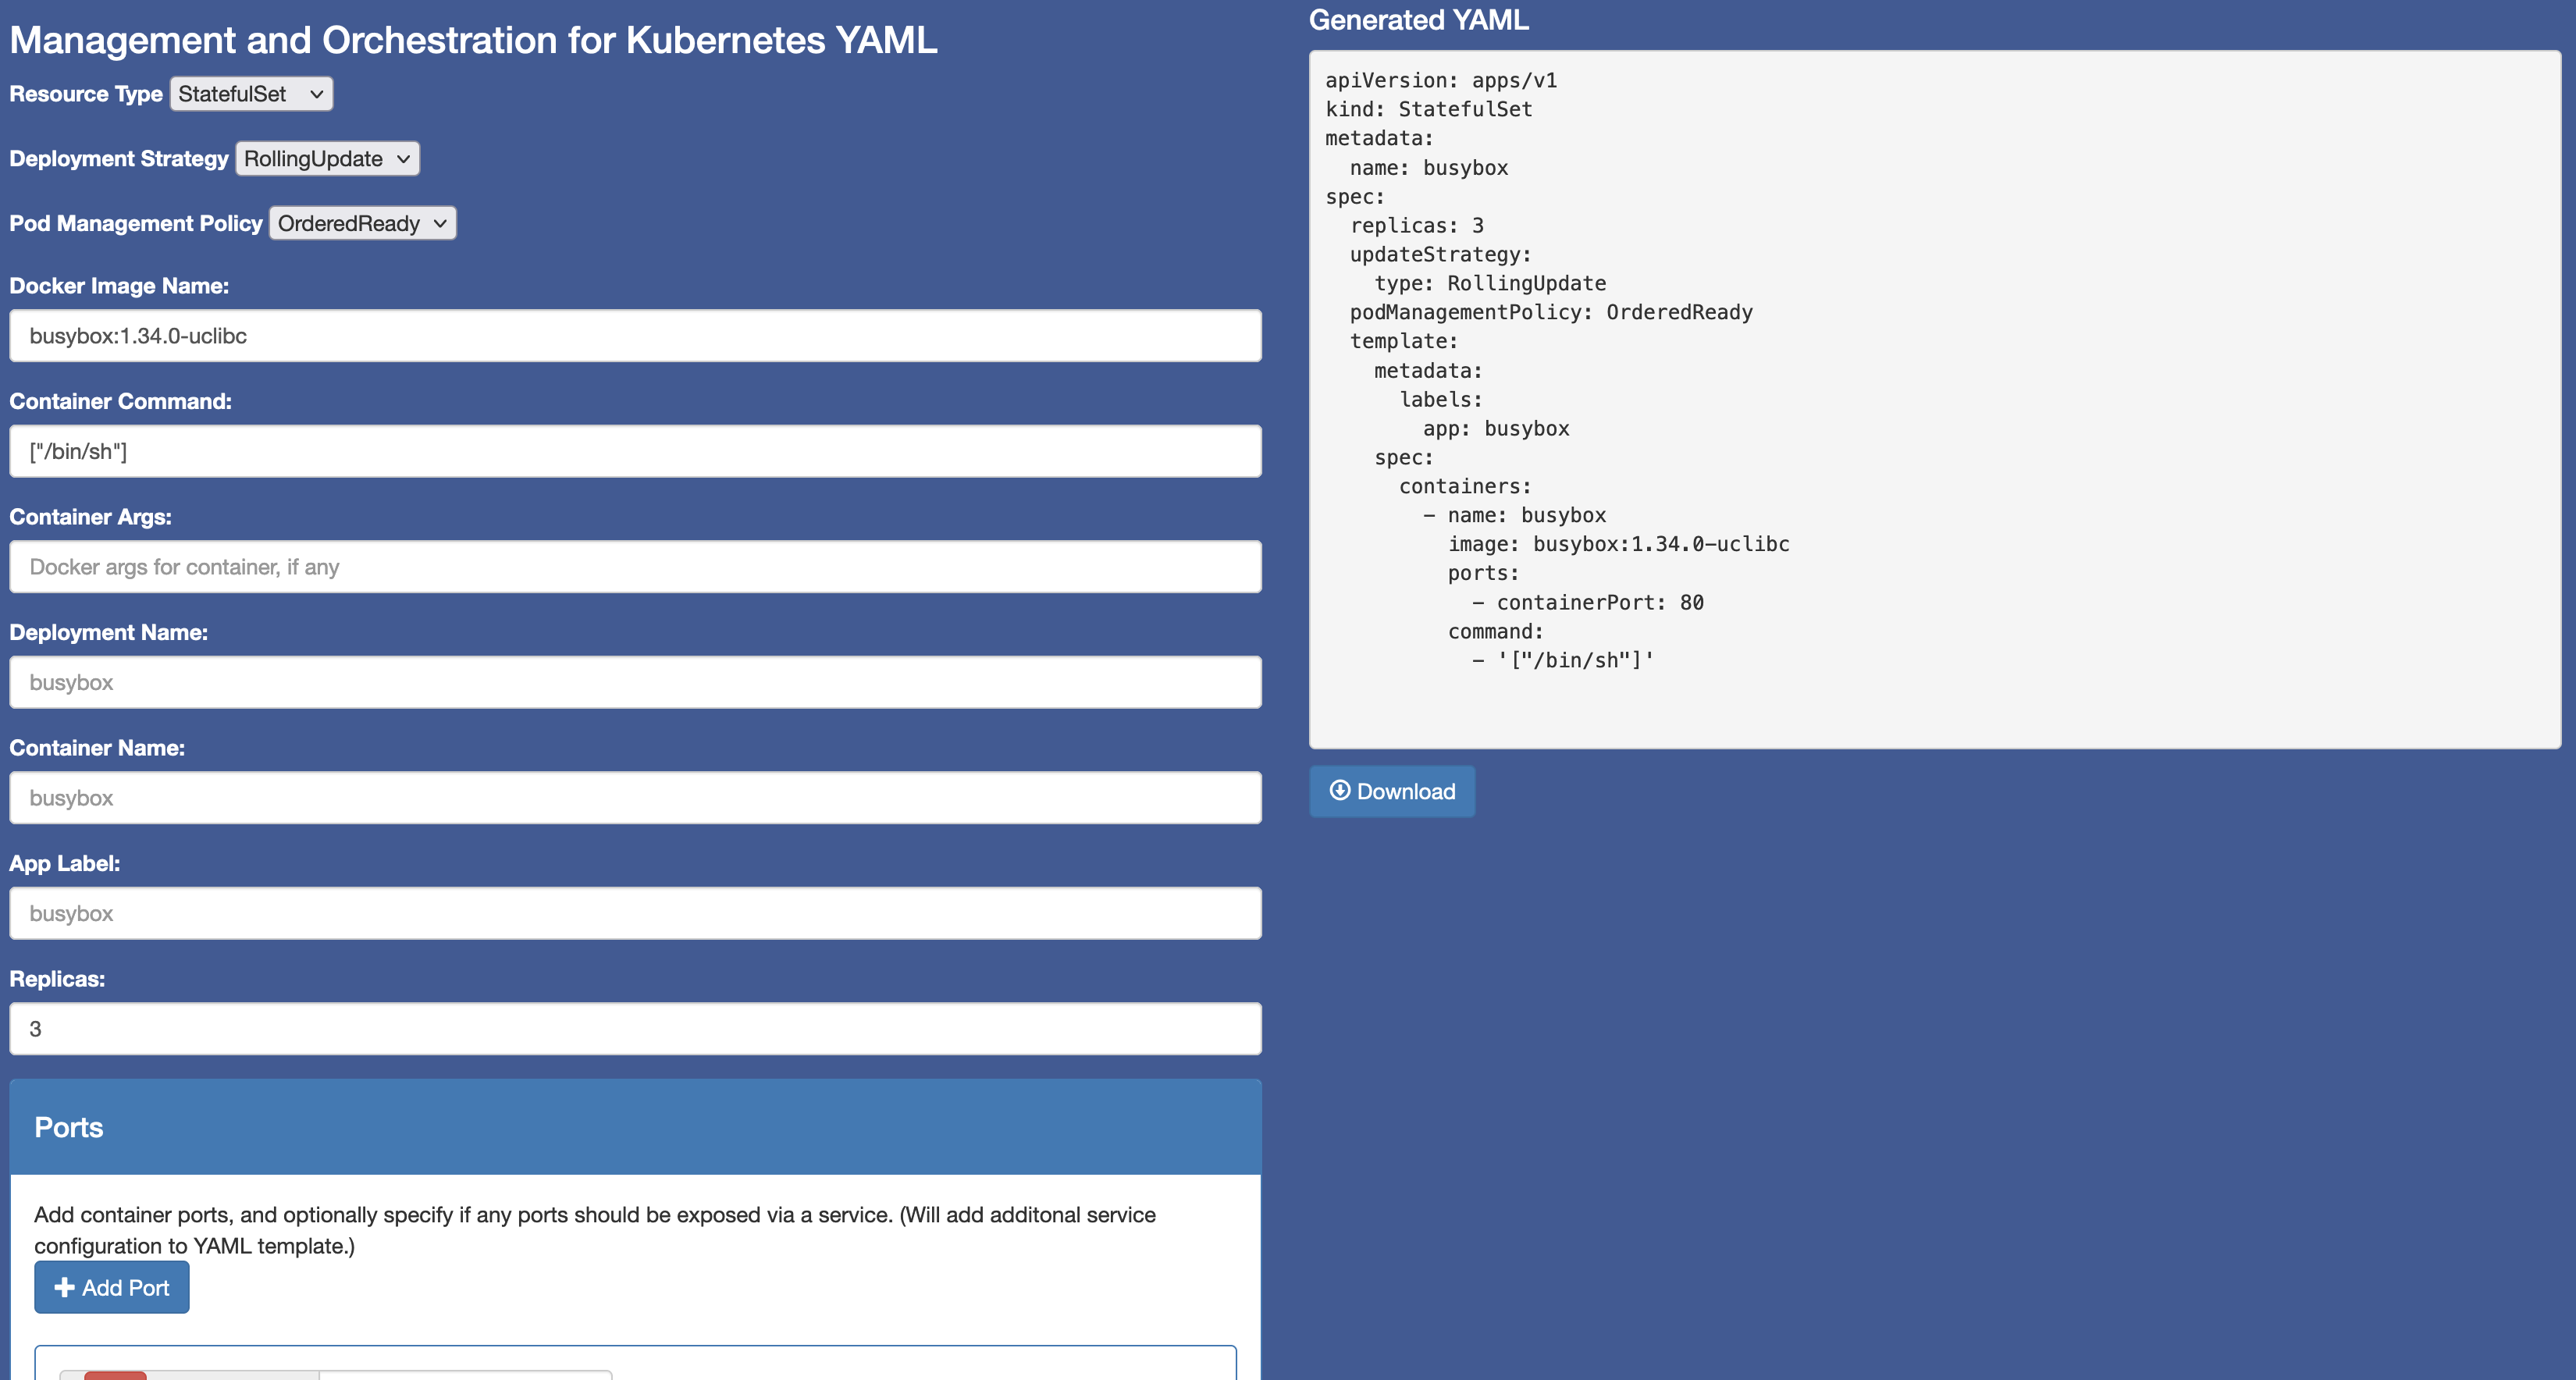 Management and Orchestration for Kubernetes YAML
Resource Type StatefulSet
Deployment Strategy RollingUpdate
Pod Management Policy OrderedReady
Docker Image Name:
busybox:1.34.0-uclibc
Container Command:
["/bin/sh"]
Container Args:
Docker args for container, if any
Deployment Name:
busybox
Container Name:
busybox
App Label:
busybox
Replicas:
3
Ports
Add container ports, and optionally specify if any ports should be exposed via a service. (Will add additonal service
configuration to YAML template.)
Add Port
Generated YAML
apiVersion: apps/v1
kind: StatefulSet
metadata:
  name: busybox
spec:
  replicas: 3
  updateStrategy:
    type: RollingUpdate
  podManagementPolicy: OrderedReady
  template:
    metadata:
      labels:
        app: busybox
    spec:
      containers:
        - name: busybox
          image: busybox:1.34.0-uclibc
          ports:
            - containerPort: 80
          command:
            - '["/bin/sh"]'
Download